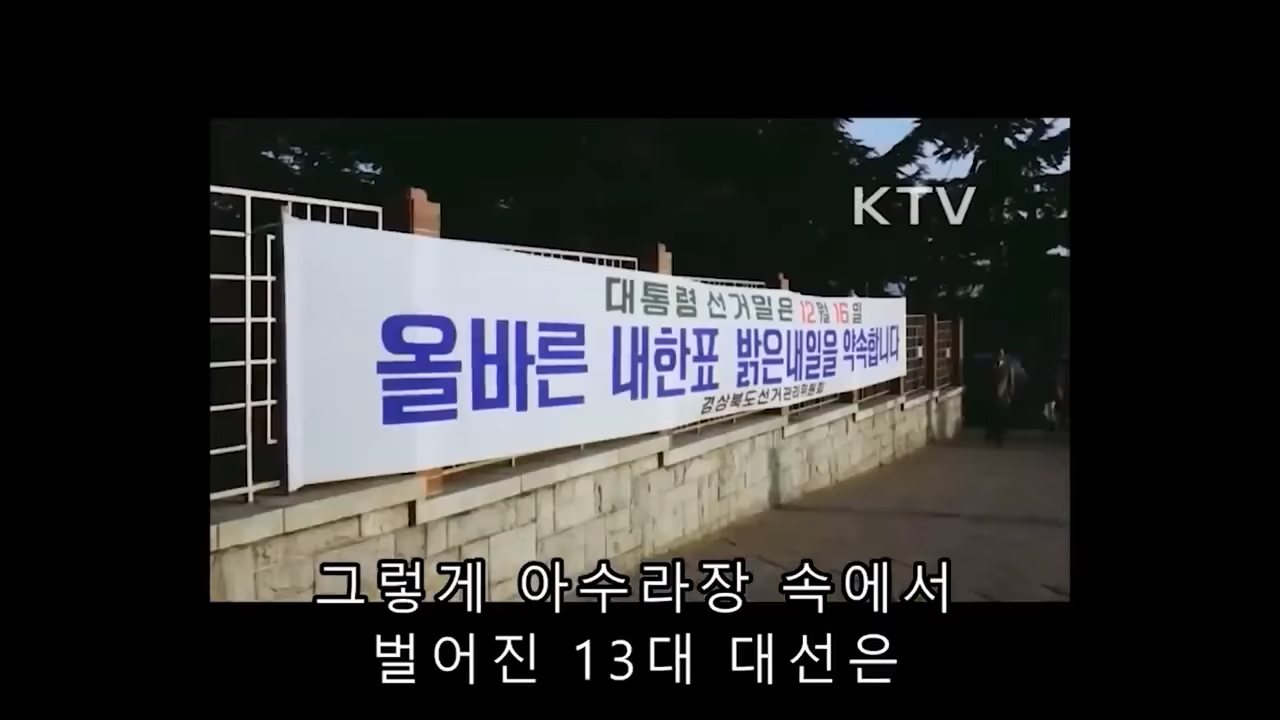 KTV
대통령 선거일은 12월 16일
올바른 내한표 밝은내일을 약속합니다
경상북도선거관리위원회
그렇게 아수라장 속에서
벌어진 13대 대선은